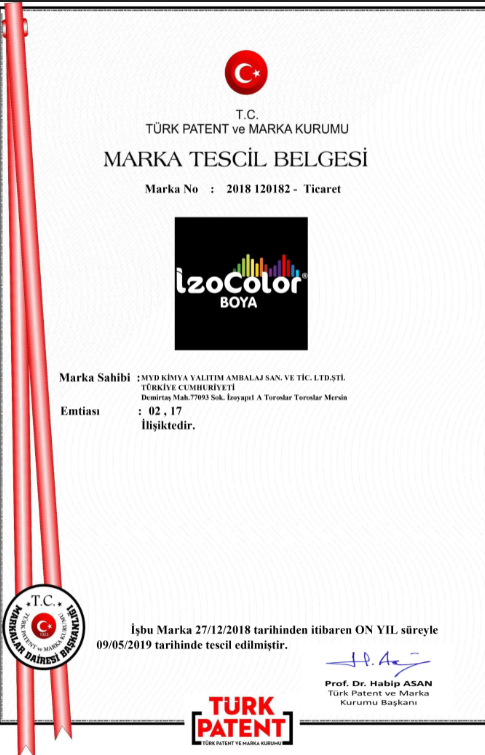 T.C.
TÜRK PATENT ve MARKA KURUMU
MARKA TESCİL BELGESİ
Marka No : 2018 120182 - Ticaret
İzoColor®
BOYA
Marka Sahibi : MYD KİMYA YALITIM AMBALAJ SAN. VE TİC. LTD.ŞTİ.
TÜRKİYE CUMHURİYETİ
Demirtaş Mah.77093 Sok. İzoyapıl A Toroslar Toroslar Mersin
Emtiası : 02 , 17
İlişiktedir.
T.C.
TÜRK PATENT ve MARKA KURUMU
MARKALAR DAİRESİ BAŞKANLIĞI
İşbu Marka 27/12/2018 tarihinden itibaren ON YIL süreyle
09/05/2019 tarihinde tescil edilmiştir.
Prof. Dr. Habip ASAN
Türk Patent ve Marka
Kurumu Başkanı
TÜRK
PATENT
TÜRK PATENT VE MARKA KURUMU